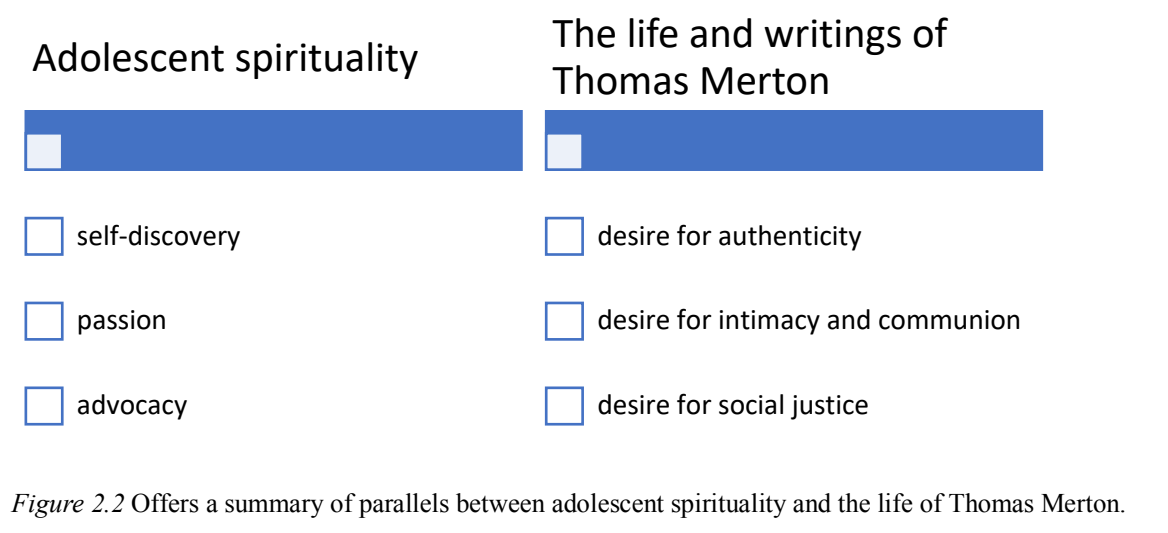 Adolescent spirituality
self-discovery
passion
advocacy
The life and writings of
Thomas Merton
desire for authenticity
desire for intimacy and communion
desire for social justice
Figure 2.2 Offers a summary of parallels between adolescent spirituality and the life of Thomas Merton.